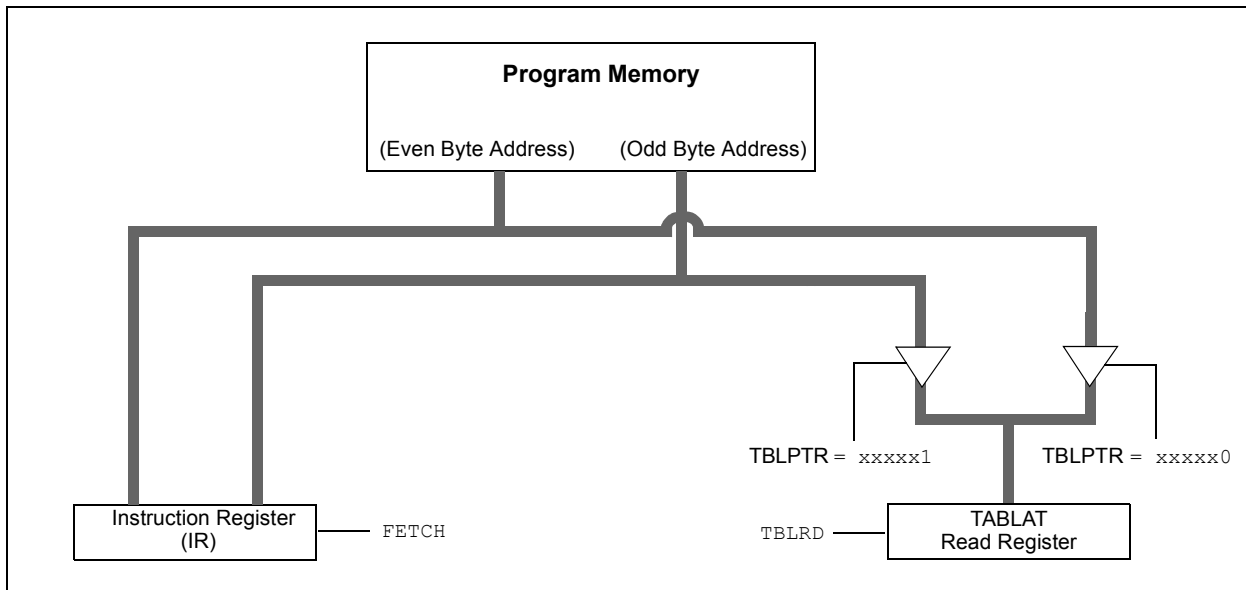 Program Memory
(Even Byte Address) (Odd Byte Address)
TBLPTR = xxxxx1 TBLPTR = xxxxx0
Instruction Register
(IR)
FETCH
TBLRD
TABLAT
Read Register